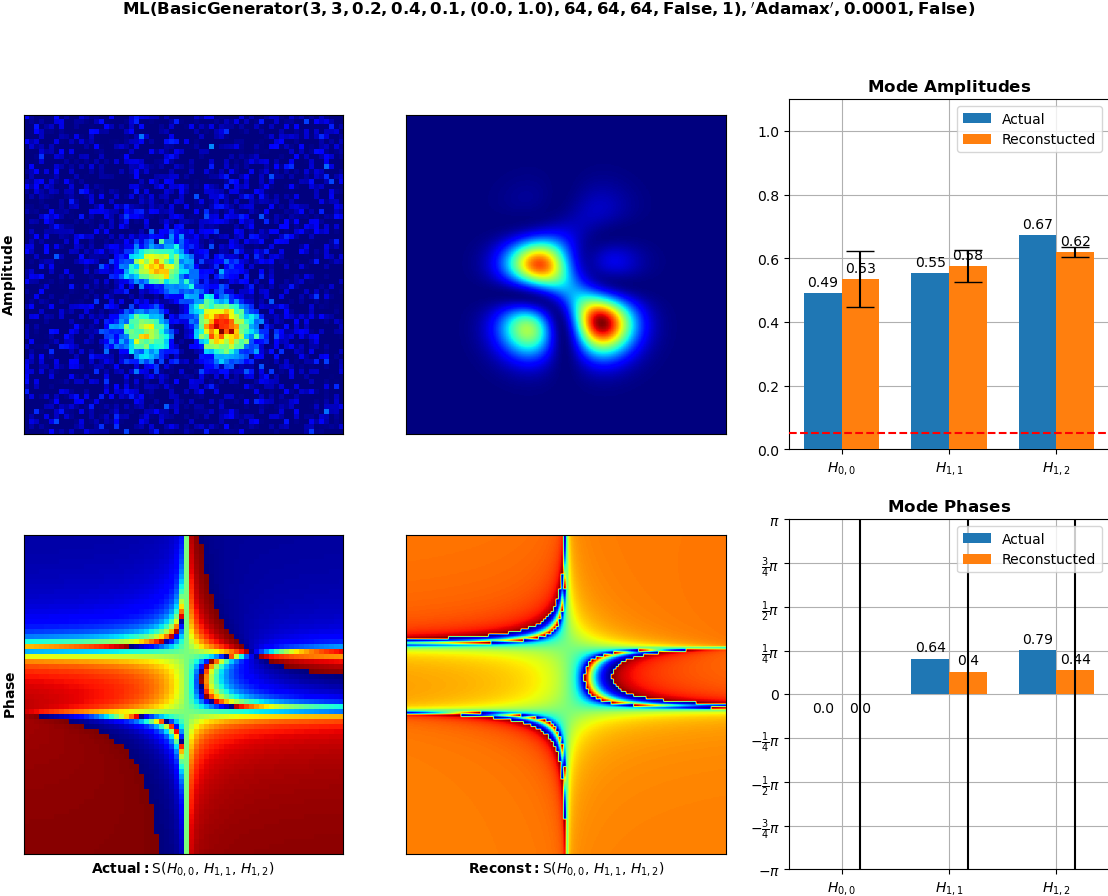 ML(BasicGenerator(3, 3, 0.2, 0.4, 0.1, (0.0, 1.0), 64, 64, 64, False, 1), ′Adamax′, 0.0001, False)
Amplitude
Mode Amplitudes
Actual
Reconstucted
1.0
0.8
0.6
0.4
0.2
0.0
0.49
0.53
0.55
0.58
0.67
0.62
H0,0
H1,1
H1,2
Phase
Actual: S(H0,0, H1,1, H1,2)
Reconst: S(H0,0, H1,1, H1,2)
Mode Phases
Actual
Reconstucted
π
3/4π
1/2π
1/4π
0
−1/4π
−1/2π
−3/4π
−π
0.0
0.0
0.64
0.4
0.79
0.44
H0,0
H1,1
H1,2